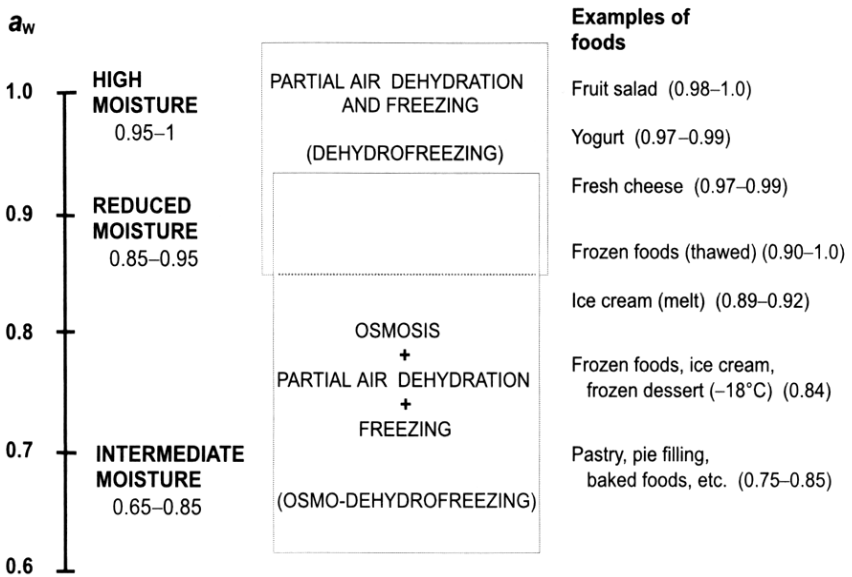 a_w
1.0
0.9
0.8
0.7
0.6
HIGH
MOISTURE
0.95–1
REDUCED
MOISTURE
0.85–0.95
INTERMEDIATE
MOISTURE
0.65–0.85
PARTIAL AIR DEHYDRATION
AND FREEZING
(DEHYDROFREEZING)
OSMOSIS
+
PARTIAL AIR DEHYDRATION
+
FREEZING
(OSMO-DEHYDROFREEZING)
Examples of
foods
Fruit salad (0.98–1.0)
Yogurt (0.97–0.99)
Fresh cheese (0.97–0.99)
Frozen foods (thawed) (0.90–1.0)
Ice cream (melt) (0.89–0.92)
Frozen foods, ice cream,
frozen dessert (–18°C) (0.84)
Pastry, pie filling,
baked foods, etc. (0.75–0.85)